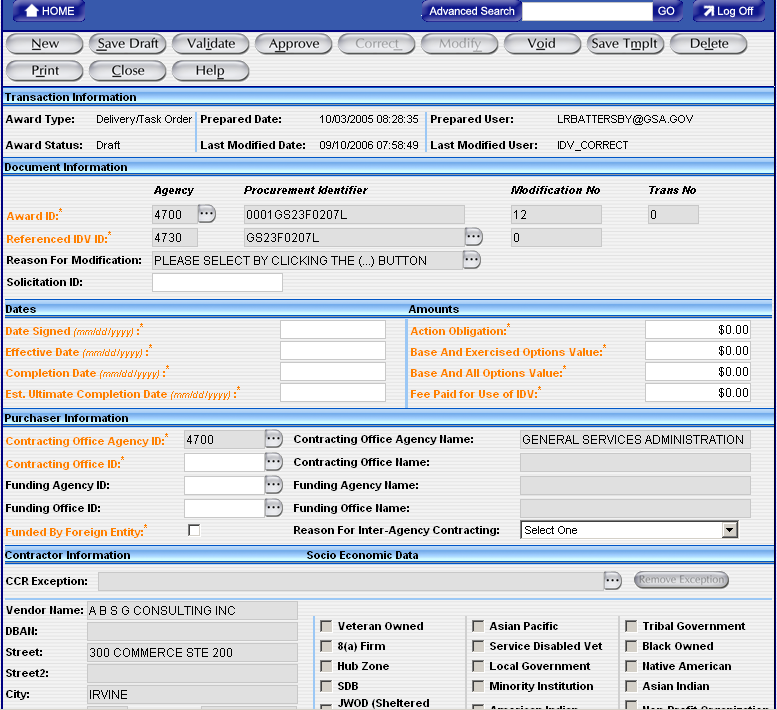 HOME Advanced Search GO Log Off
New Save Draft Validate Approve Correct Modify Void Save Tmplt Delete
Print Close Help
Transaction Information
Award Type: Delivery/Task Order Prepared Date: 10/03/2005 08:28:35 Prepared User: LRBATTERSBY@GSA.GOV
Award Status: Draft Last Modified Date: 09/10/2006 07:58:49 Last Modified User: IDV_CORRECT
Document Information
Agency Procurement Identifier Modification No Trans No
Award ID:* 4700 ... 0001GS23F0207L 12 0
Referenced IDV ID:* 4730 GS23F0207L ... 0
Reason For Modification: PLEASE SELECT BY CLICKING THE (...) BUTTON ...
Solicitation ID:
Dates Amounts
Date Signed (mm/dd/yyyy) :* Action Obligation:* $0.00
Effective Date (mm/dd/yyyy) :* Base And Exercised Options Value:* $0.00
Completion Date (mm/dd/yyyy) :* Base And All Options Value:* $0.00
Est. Ultimate Completion Date (mm/dd/yyyy) :* Fee Paid for Use of IDV:* $0.00
Purchaser Information
Contracting Office Agency ID:* 4700 ... Contracting Office Agency Name: GENERAL SERVICES ADMINISTRATION
Contracting Office ID:* ... Contracting Office Name:
Funding Agency ID: ... Funding Agency Name:
Funding Office ID: ... Funding Office Name:
Funded By Foreign Entity:* Reason For Inter-Agency Contracting: Select One
Contractor Information Socio Economic Data
CCR Exception: ... Remove Exception
Vendor Name: A B S G CONSULTING INC
DBAN: Veteran Owned Asian Pacific Tribal Government
Street: 300 COMMERCE STE 200 8(a) Firm Service Disabled Vet Black Owned
Street2: Hub Zone Local Government Native American
City: IRVINE SDB Minority Institution Asian Indian
JWOD (Sheltered American Indian Non-Profit Organization